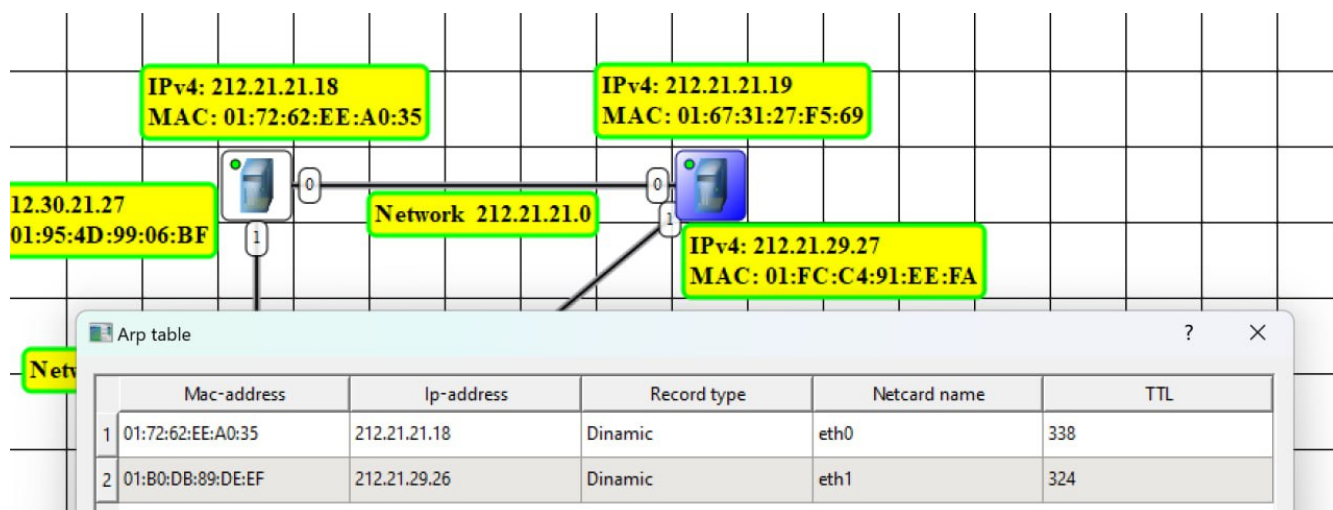 IPv4: 212.21.21.18
MAC: 01:72:62:EE:A0:35
IPv4: 212.21.21.19
MAC: 01:67:31:27:F5:69
0
0
12.30.21.27
01:95:4D:99:06:BF
Network 212.21.21.0
1
1
IPv4: 212.21.29.27
MAC: 01:FC:C4:91:EE:FA
Arp table
? X
Netw
Mac-address Ip-address Record type Netcard name TTL
1 01:72:62:EE:A0:35 212.21.21.18 Dinamic eth0 338
2 01:B0:DB:89:DE:EF 212.21.29.26 Dinamic eth1 324